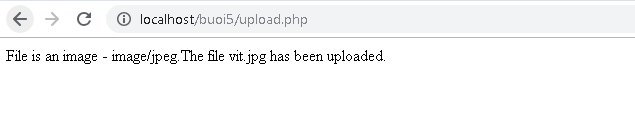 localhost/buoi5/upload.php
File is an image - image/jpeg.The file vit.jpg has been uploaded.